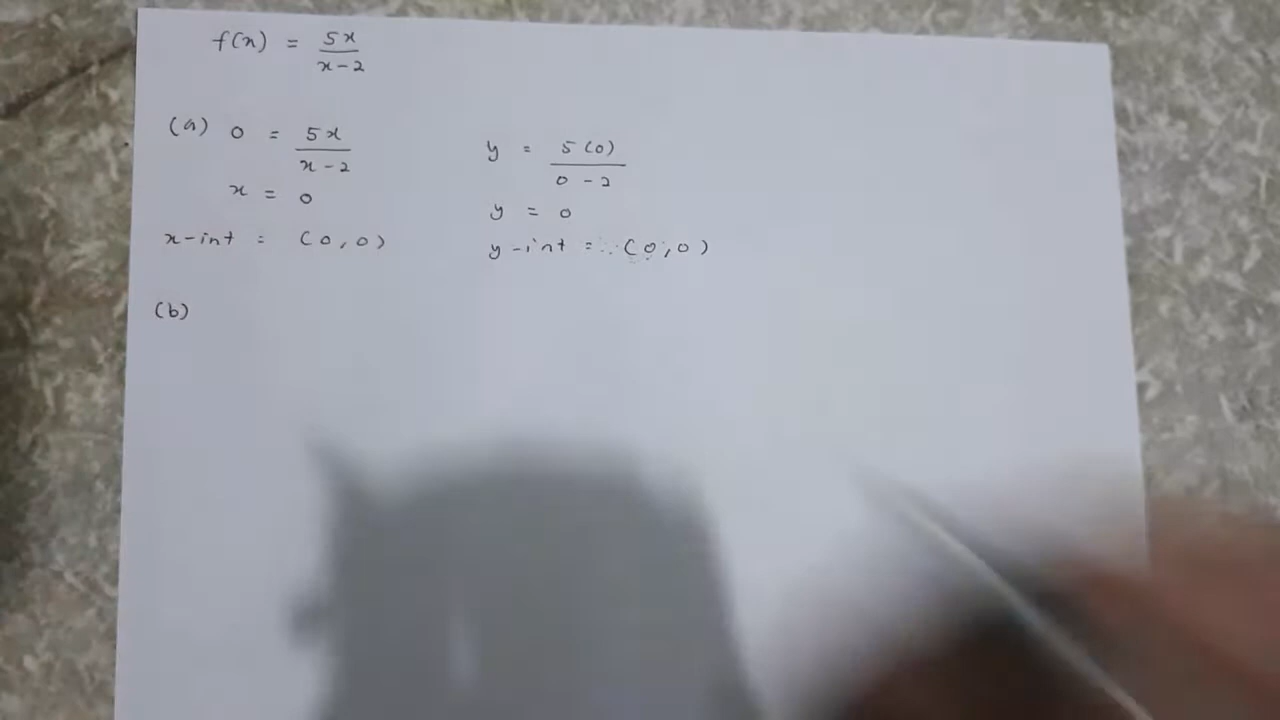 f(x) = 5x / x-2
(a) 0 = 5x / x-2
x = 0
x-int = (0,0)
y = 5(0) / 0-2
y = 0
y-int = (0,0)
(b)